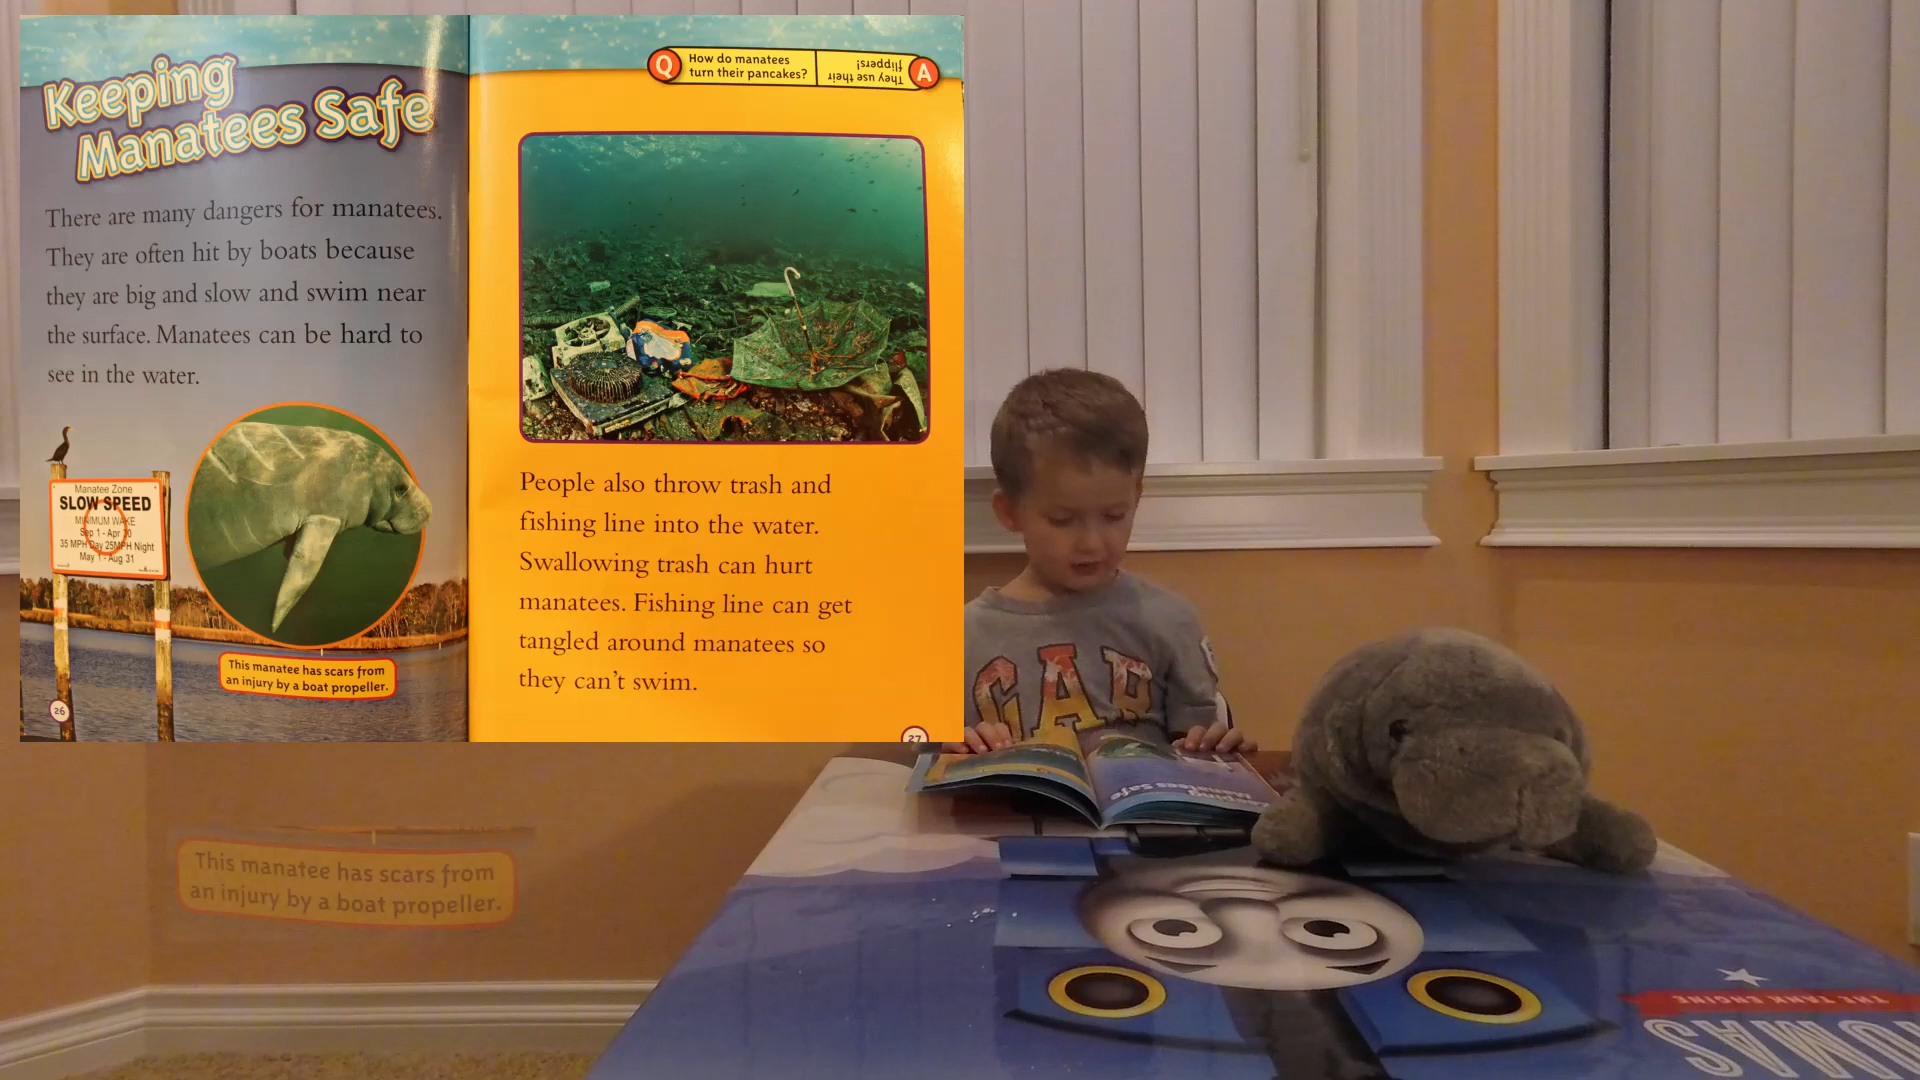 Keeping
Manatees Safe
There are many dangers for manatees.
They are often hit by boats because
they are big and slow and swim near
the surface. Manatees can be hard to
see in the water.
Manatee Zone
SLOW SPEED
MINIMUM WAKE
Sep 1 - Apr 30
35 MPH Day 25MPH Night
May 1 - Aug 31
This manatee has scars from
an injury by a boat propeller.
26
Q How do manatees
turn their pancakes?
A They use their
flippers!
People also throw trash and
fishing line into the water.
Swallowing trash can hurt
manatees. Fishing line can get
tangled around manatees so
they can't swim.
27
This manatee has scars from
an injury by a boat propeller.
GAP
Keeping
Manatees Safe
THE TANK ENGINE